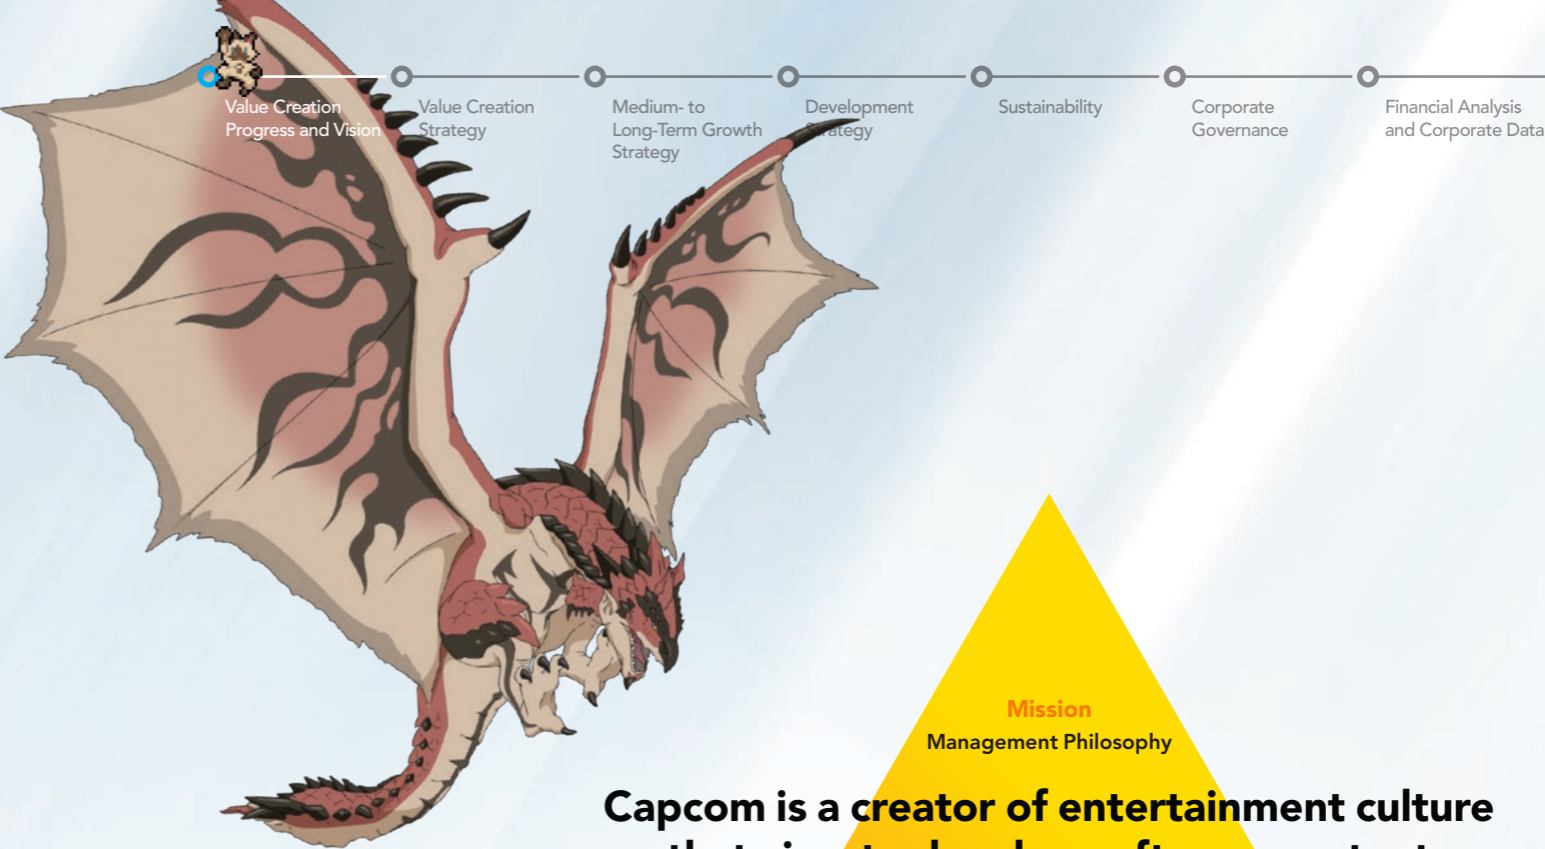 Value Creation
Progress and Vision
Value Creation
Strategy
Medium- to
Long-Term Growth
Strategy
Development
Strategy
Sustainability
Corporate
Governance
Financial Analysis
and Corporate Data
Mission
Management Philosophy
Capcom is a creator of entertainment culture